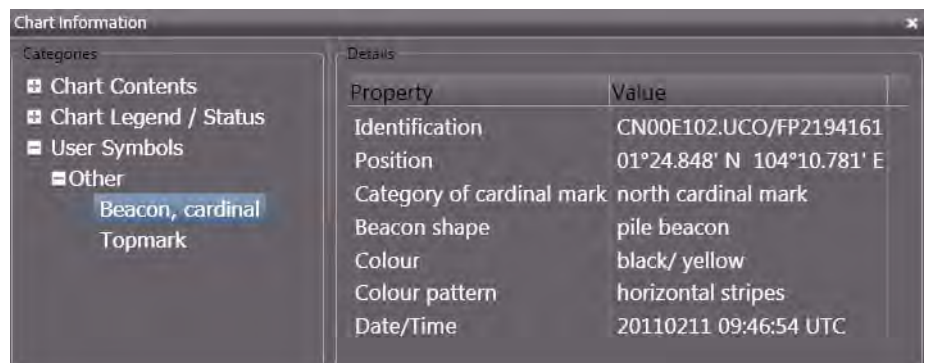 Chart Information
Categories
Chart Contents
Chart Legend / Status
User Symbols
Other
Beacon, cardinal
Topmark
Details
Property Value
Identification CN00E102.UCO/FP2194161
Position 01°24.848' N 104°10.781' E
Category of cardinal mark north cardinal mark
Beacon shape pile beacon
Colour black/ yellow
Colour pattern horizontal stripes
Date/Time 20110211 09:46:54 UTC